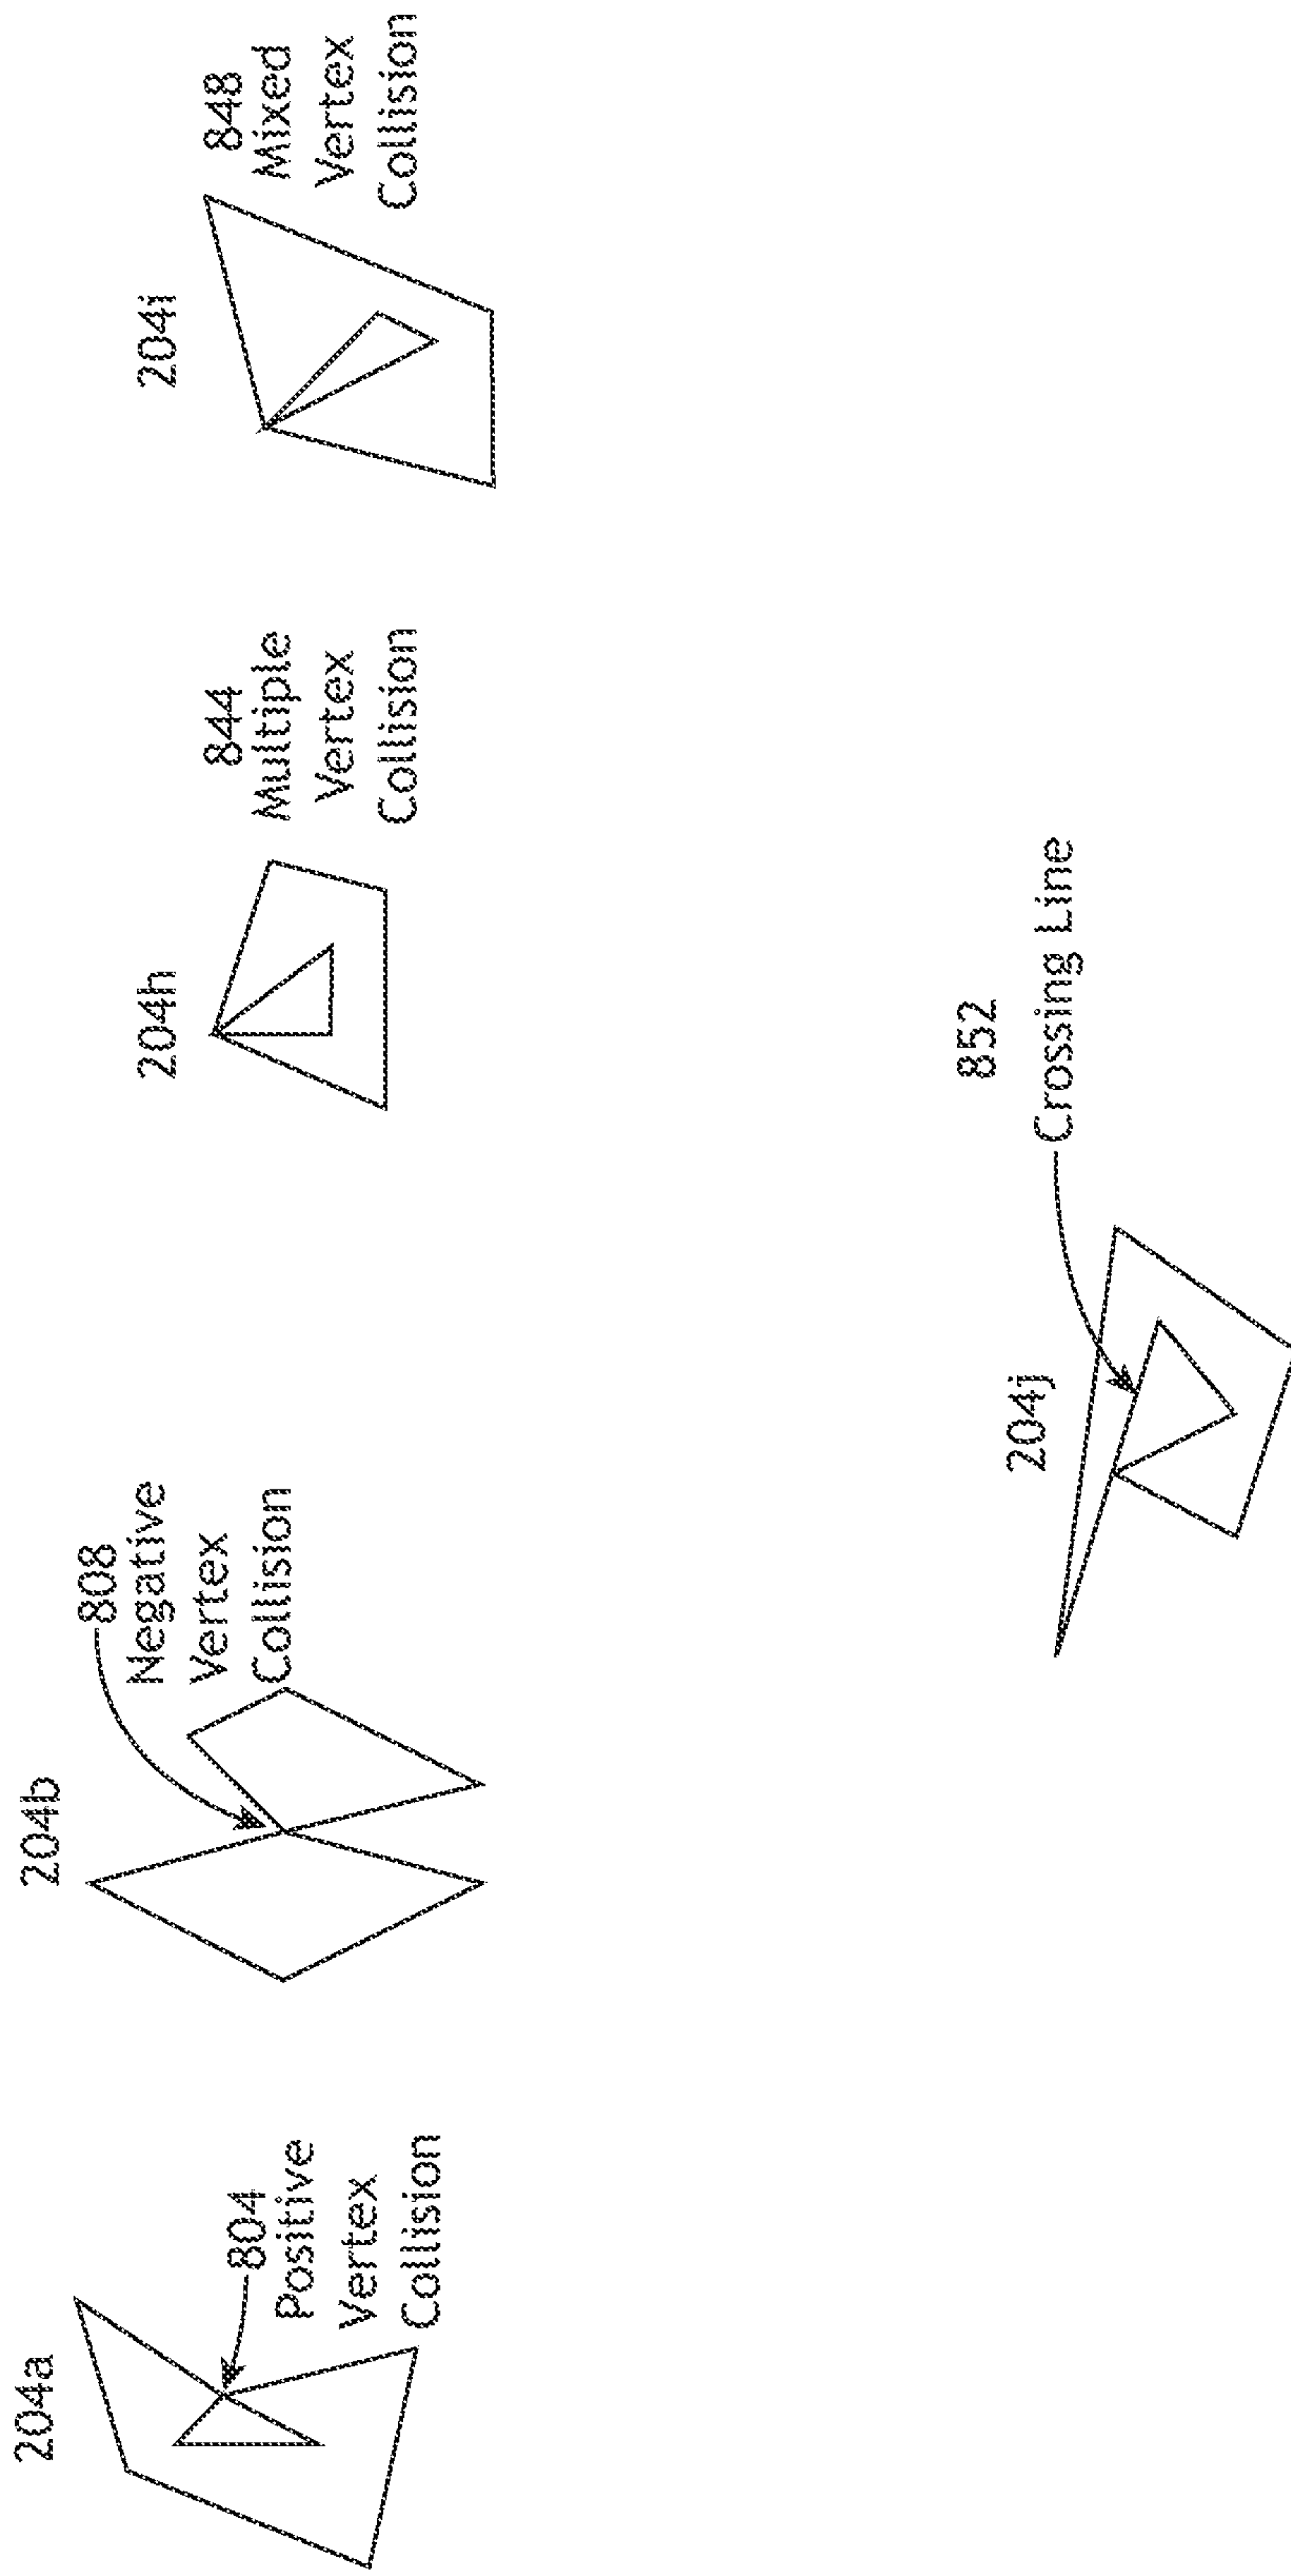 204a
804
Positive
Vertex
Collision
204b
808
Negative
Vertex
Collision
204h
844
Multiple
Vertex
Collision
204i
848
Mixed
Vertex
Collision
204j
852
Crossing Line